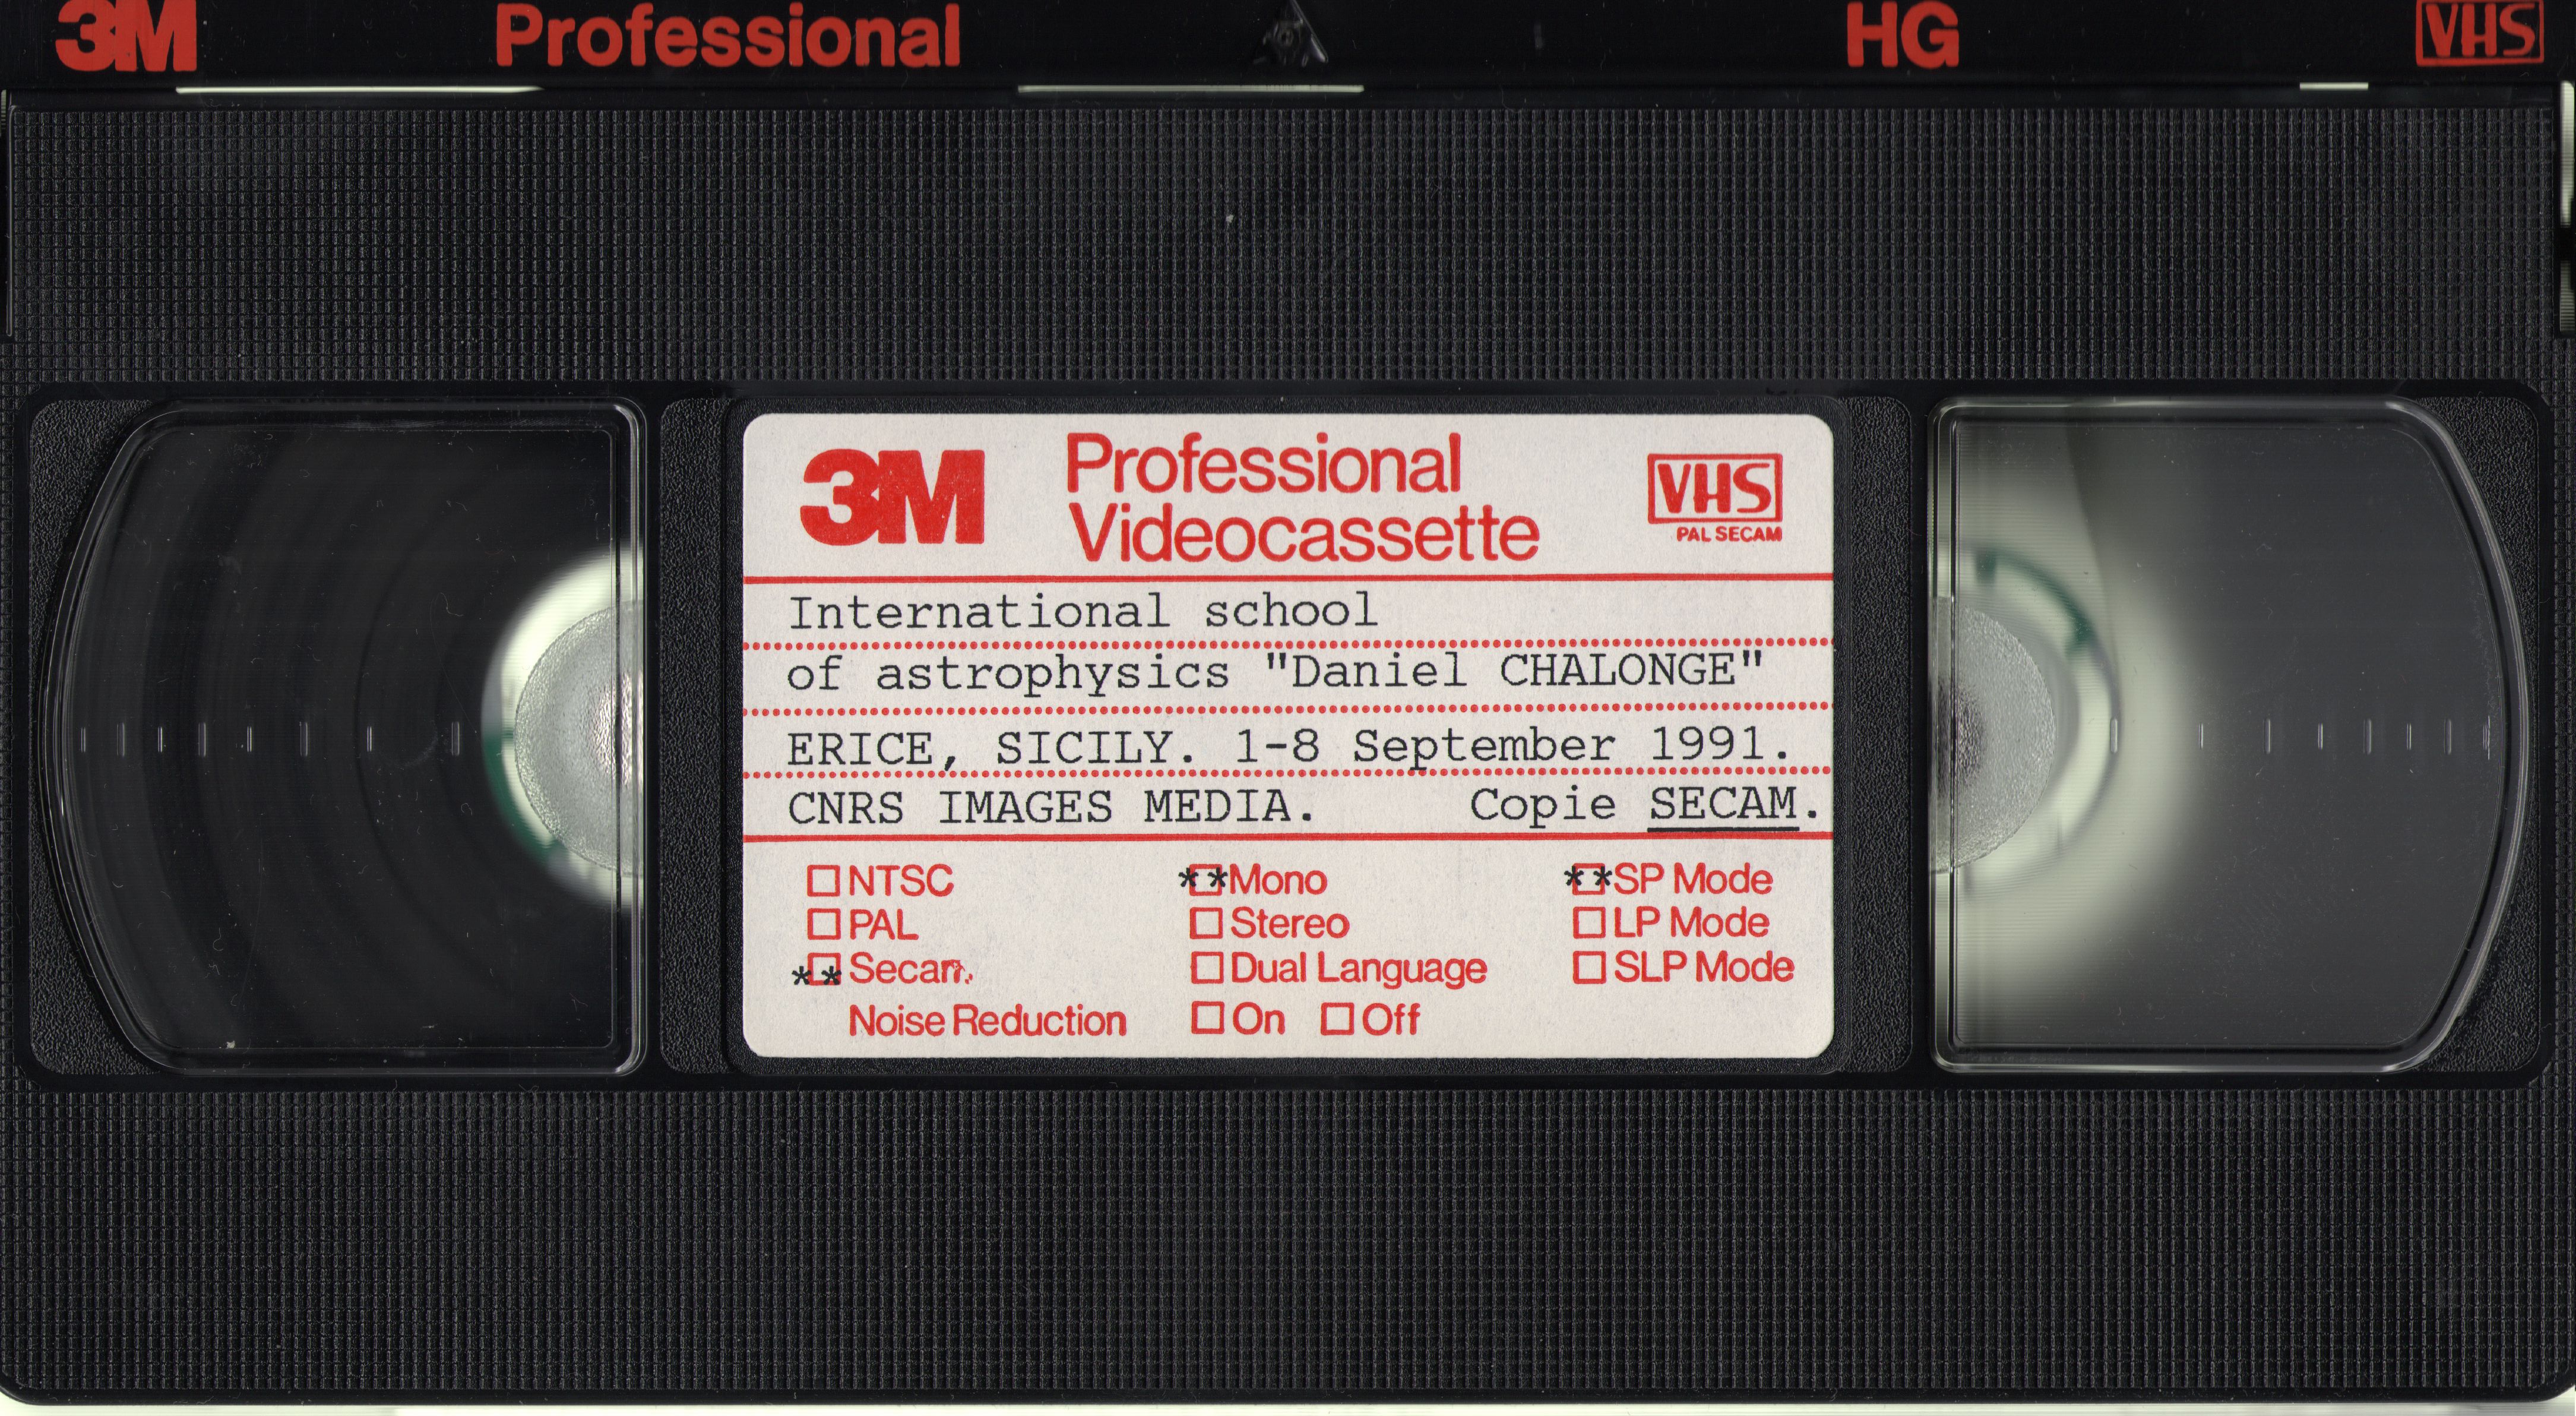 3M Professional HG VHS
3M Professional VHS
Videocassette PAL SECAM
International school
of astrophysics "Daniel CHALONGE"
ERICE, SICILY. 1-8 September 1991.
CNRS IMAGES MEDIA. Copie SECAM.
NTSC **Mono **SP Mode
PAL Stereo LP Mode
**Secam Dual Language SLP Mode
Noise Reduction On Off